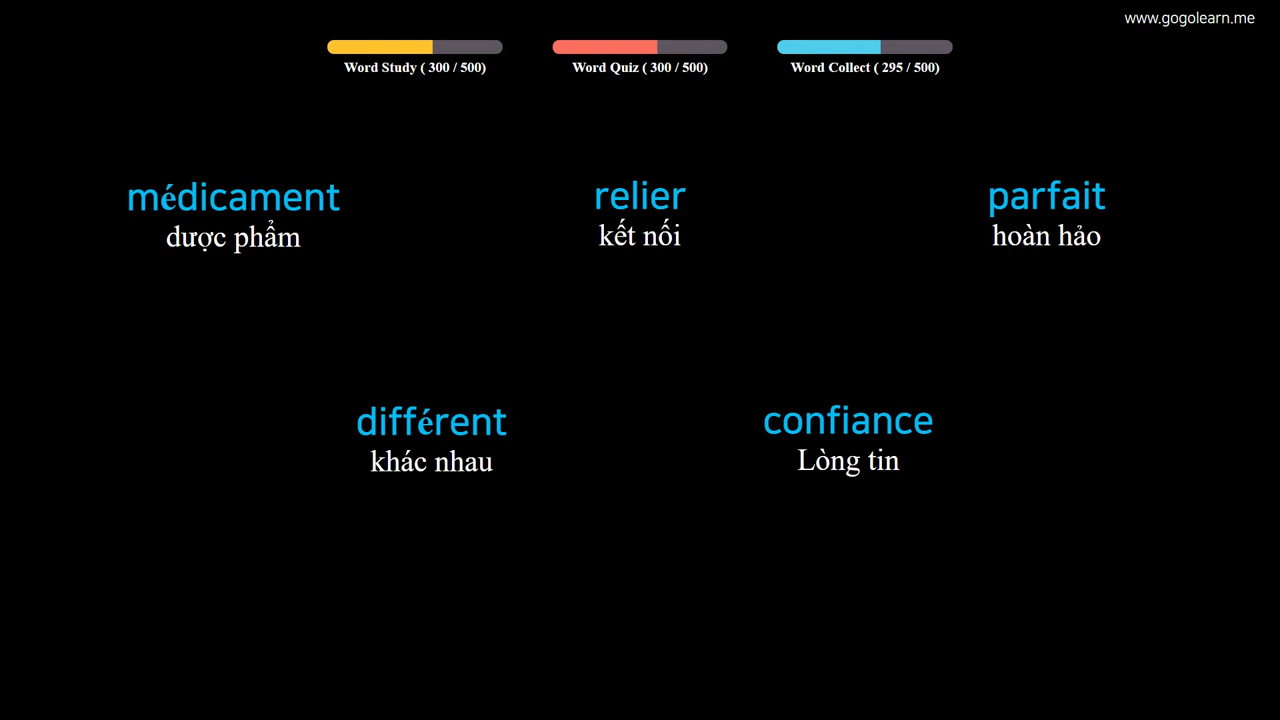 www.gogolearn.me
Word Study ( 300 / 500)
Word Quiz ( 300 / 500)
Word Collect ( 295 / 500)
médicament
dược phẩm
relier
kết nối
parfait
hoàn hảo
différent
khác nhau
confiance
Lòng tin